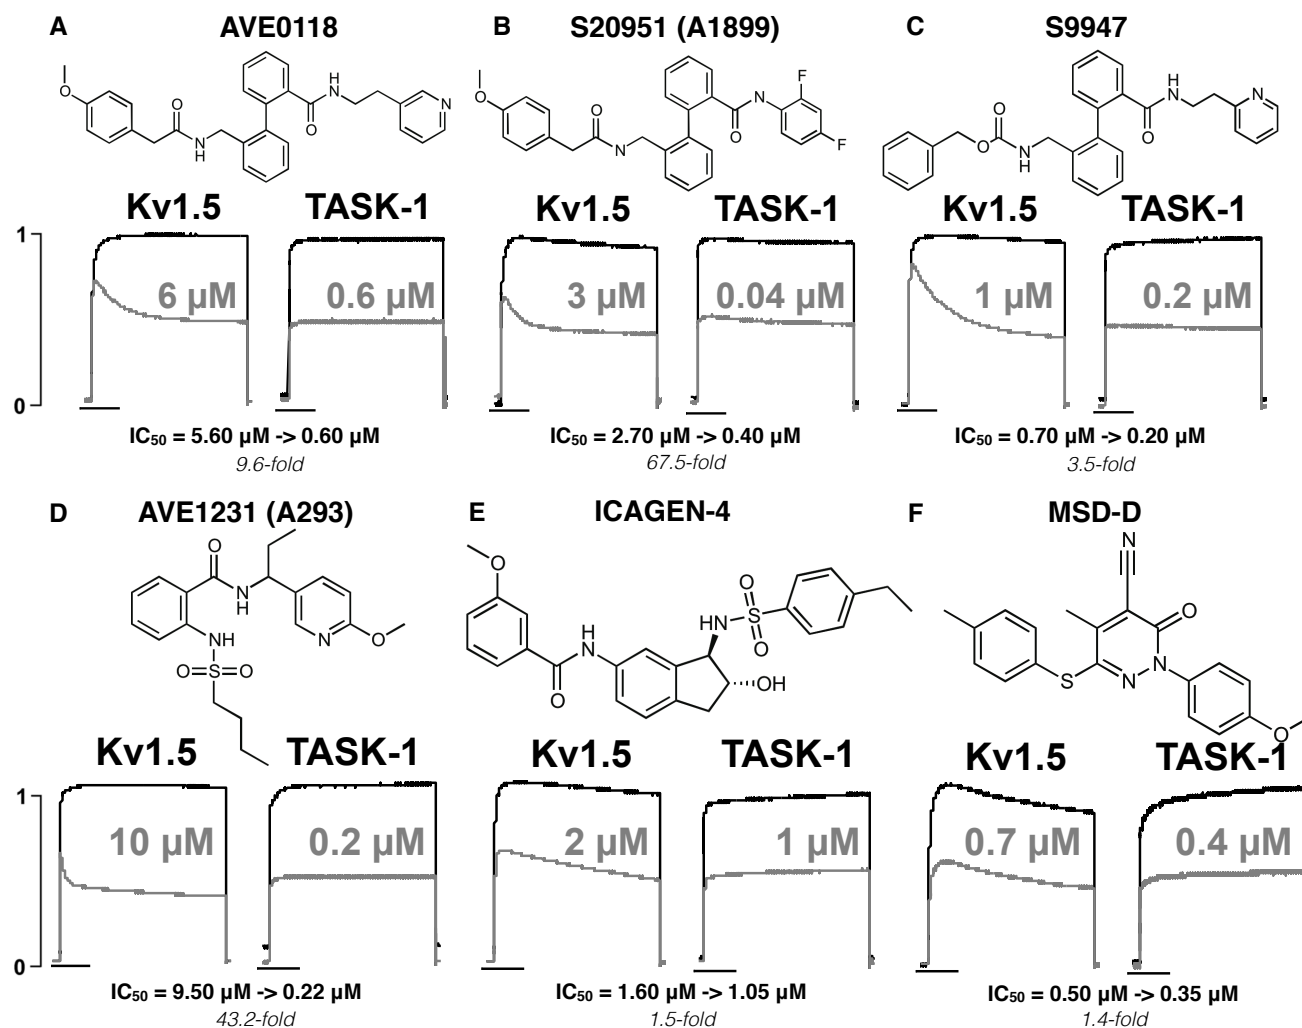 A AVE0118 B S20951 (A1899) C S9947
O O N H O N H N
O O N O N F F
O O N H O N H N
Kv1.5 TASK-1 Kv1.5 TASK-1 Kv1.5 TASK-1
1
6 µM 0.6 µM 3 µM 0.04 µM 1 µM 0.2 µM
0
IC50 = 5.60 µM -> 0.60 µM IC50 = 2.70 µM -> 0.40 µM IC50 = 0.70 µM -> 0.20 µM
9.6-fold 67.5-fold 3.5-fold
D AVE1231 (A293) E ICAGEN-4 F MSD-D
O N H NH O=S=O N O
O H N O HN O S O OH
N O N N S O
Kv1.5 TASK-1 Kv1.5 TASK-1 Kv1.5 TASK-1
1
10 µM 0.2 µM 2 µM 1 µM 0.7 µM 0.4 µM
0
IC50 = 9.50 µM -> 0.22 µM IC50 = 1.60 µM -> 1.05 µM IC50 = 0.50 µM -> 0.35 µM
43.2-fold 1.5-fold 1.4-fold